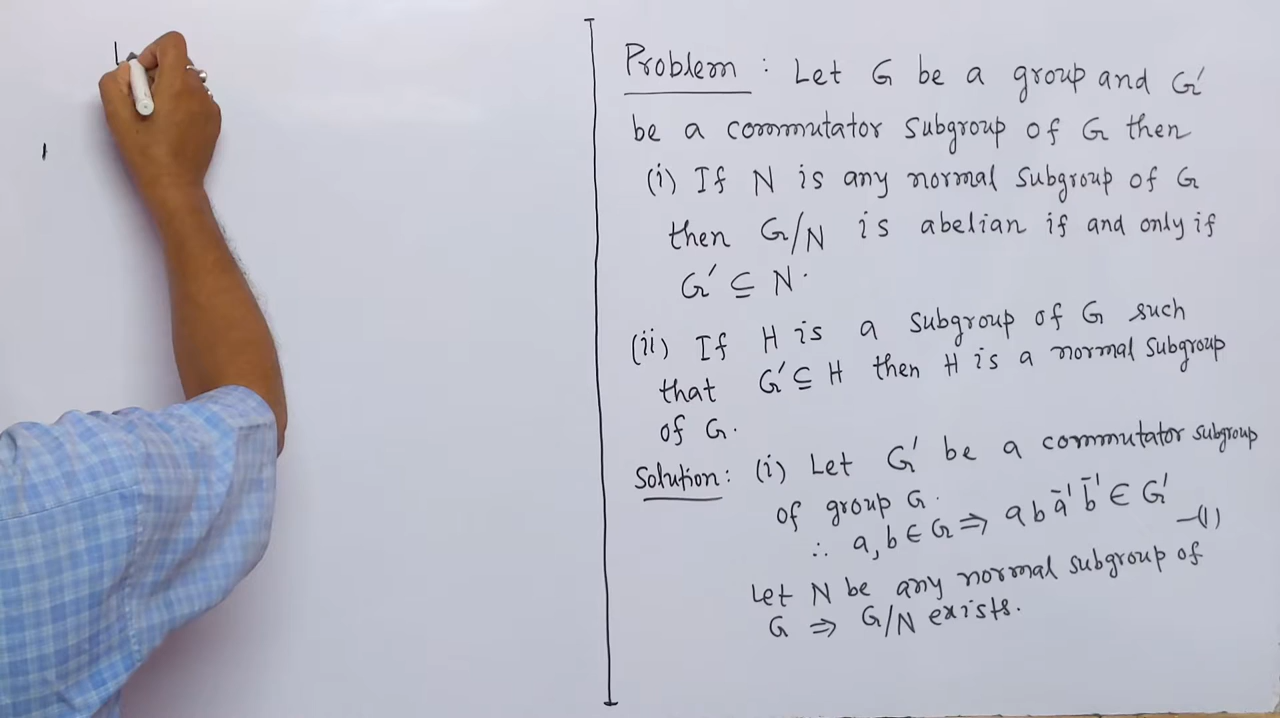 Problem : Let G be a group and G'
be a commutator subgroup of G then
(i) If N is any normal subgroup of G
then G/N is abelian if and only if
G' ⊆ N.
(ii) If H is a subgroup of G such
that G' ⊆ H then H is a normal subgroup
of G.
Solution : (i) Let G' be a commutator subgroup
of group G.
∴ a, b ∈ G ⇒ a b a⁻¹ b⁻¹ ∈ G' —(1)
Let N be any normal subgroup of
G ⇒ G/N exists.